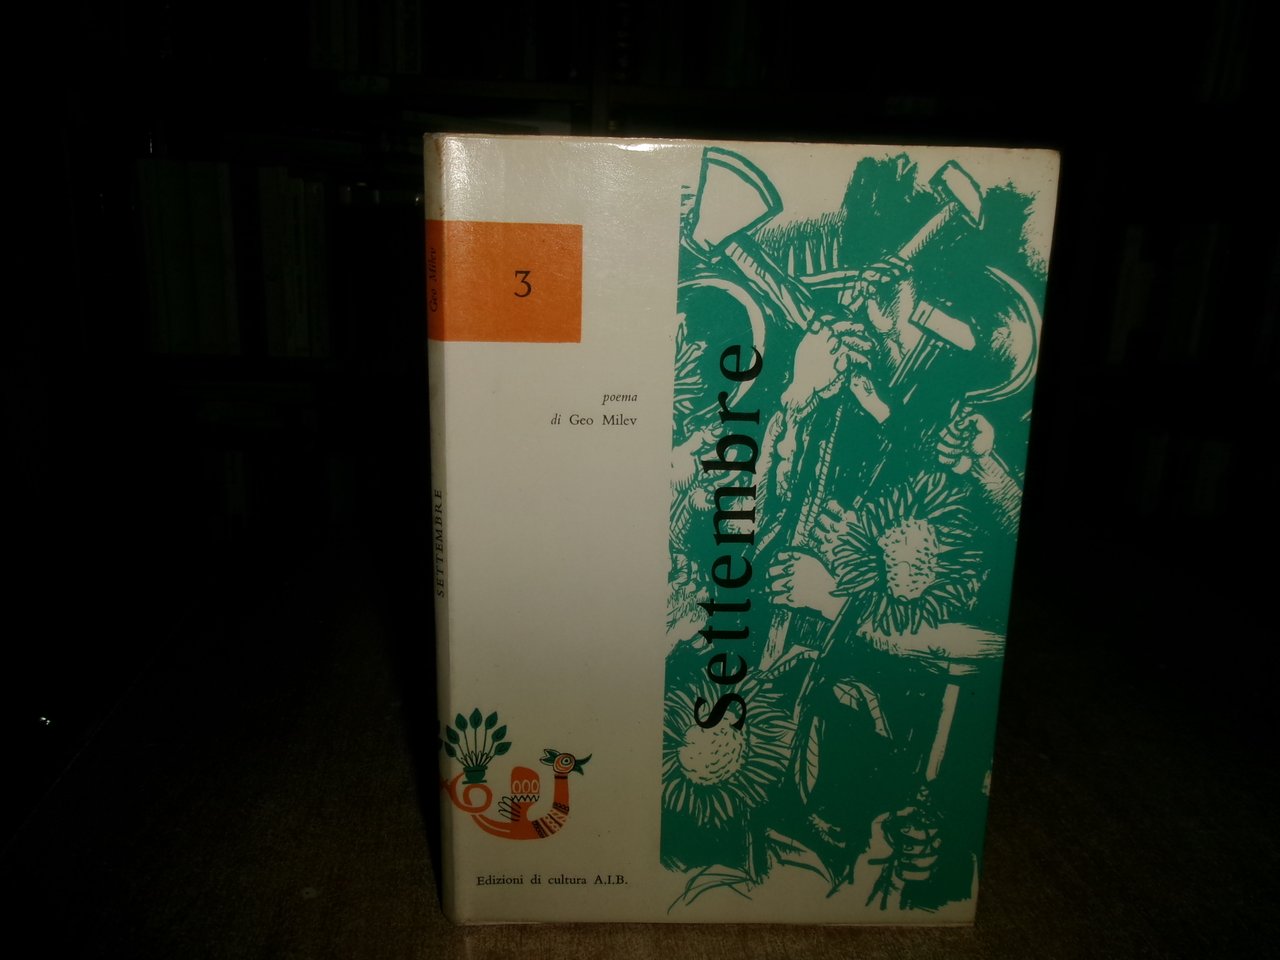 3
poema
di Geo Milev
Settembre
Edizioni di cultura A.I.B.
Geo Milev
SETTEMBRE